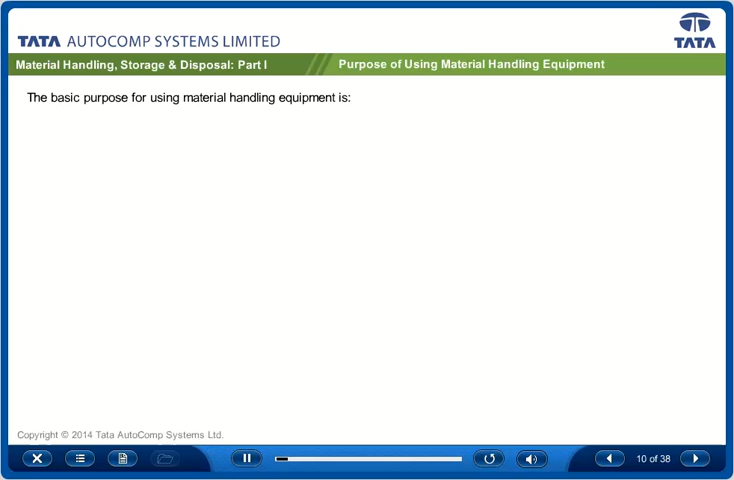 TATA AUTOCOMP SYSTEMS LIMITED
TATA
Material Handling, Storage & Disposal: Part I
Purpose of Using Material Handling Equipment
The basic purpose for using material handling equipment is:
Copyright © 2014 Tata AutoComp Systems Ltd.
10 of 38